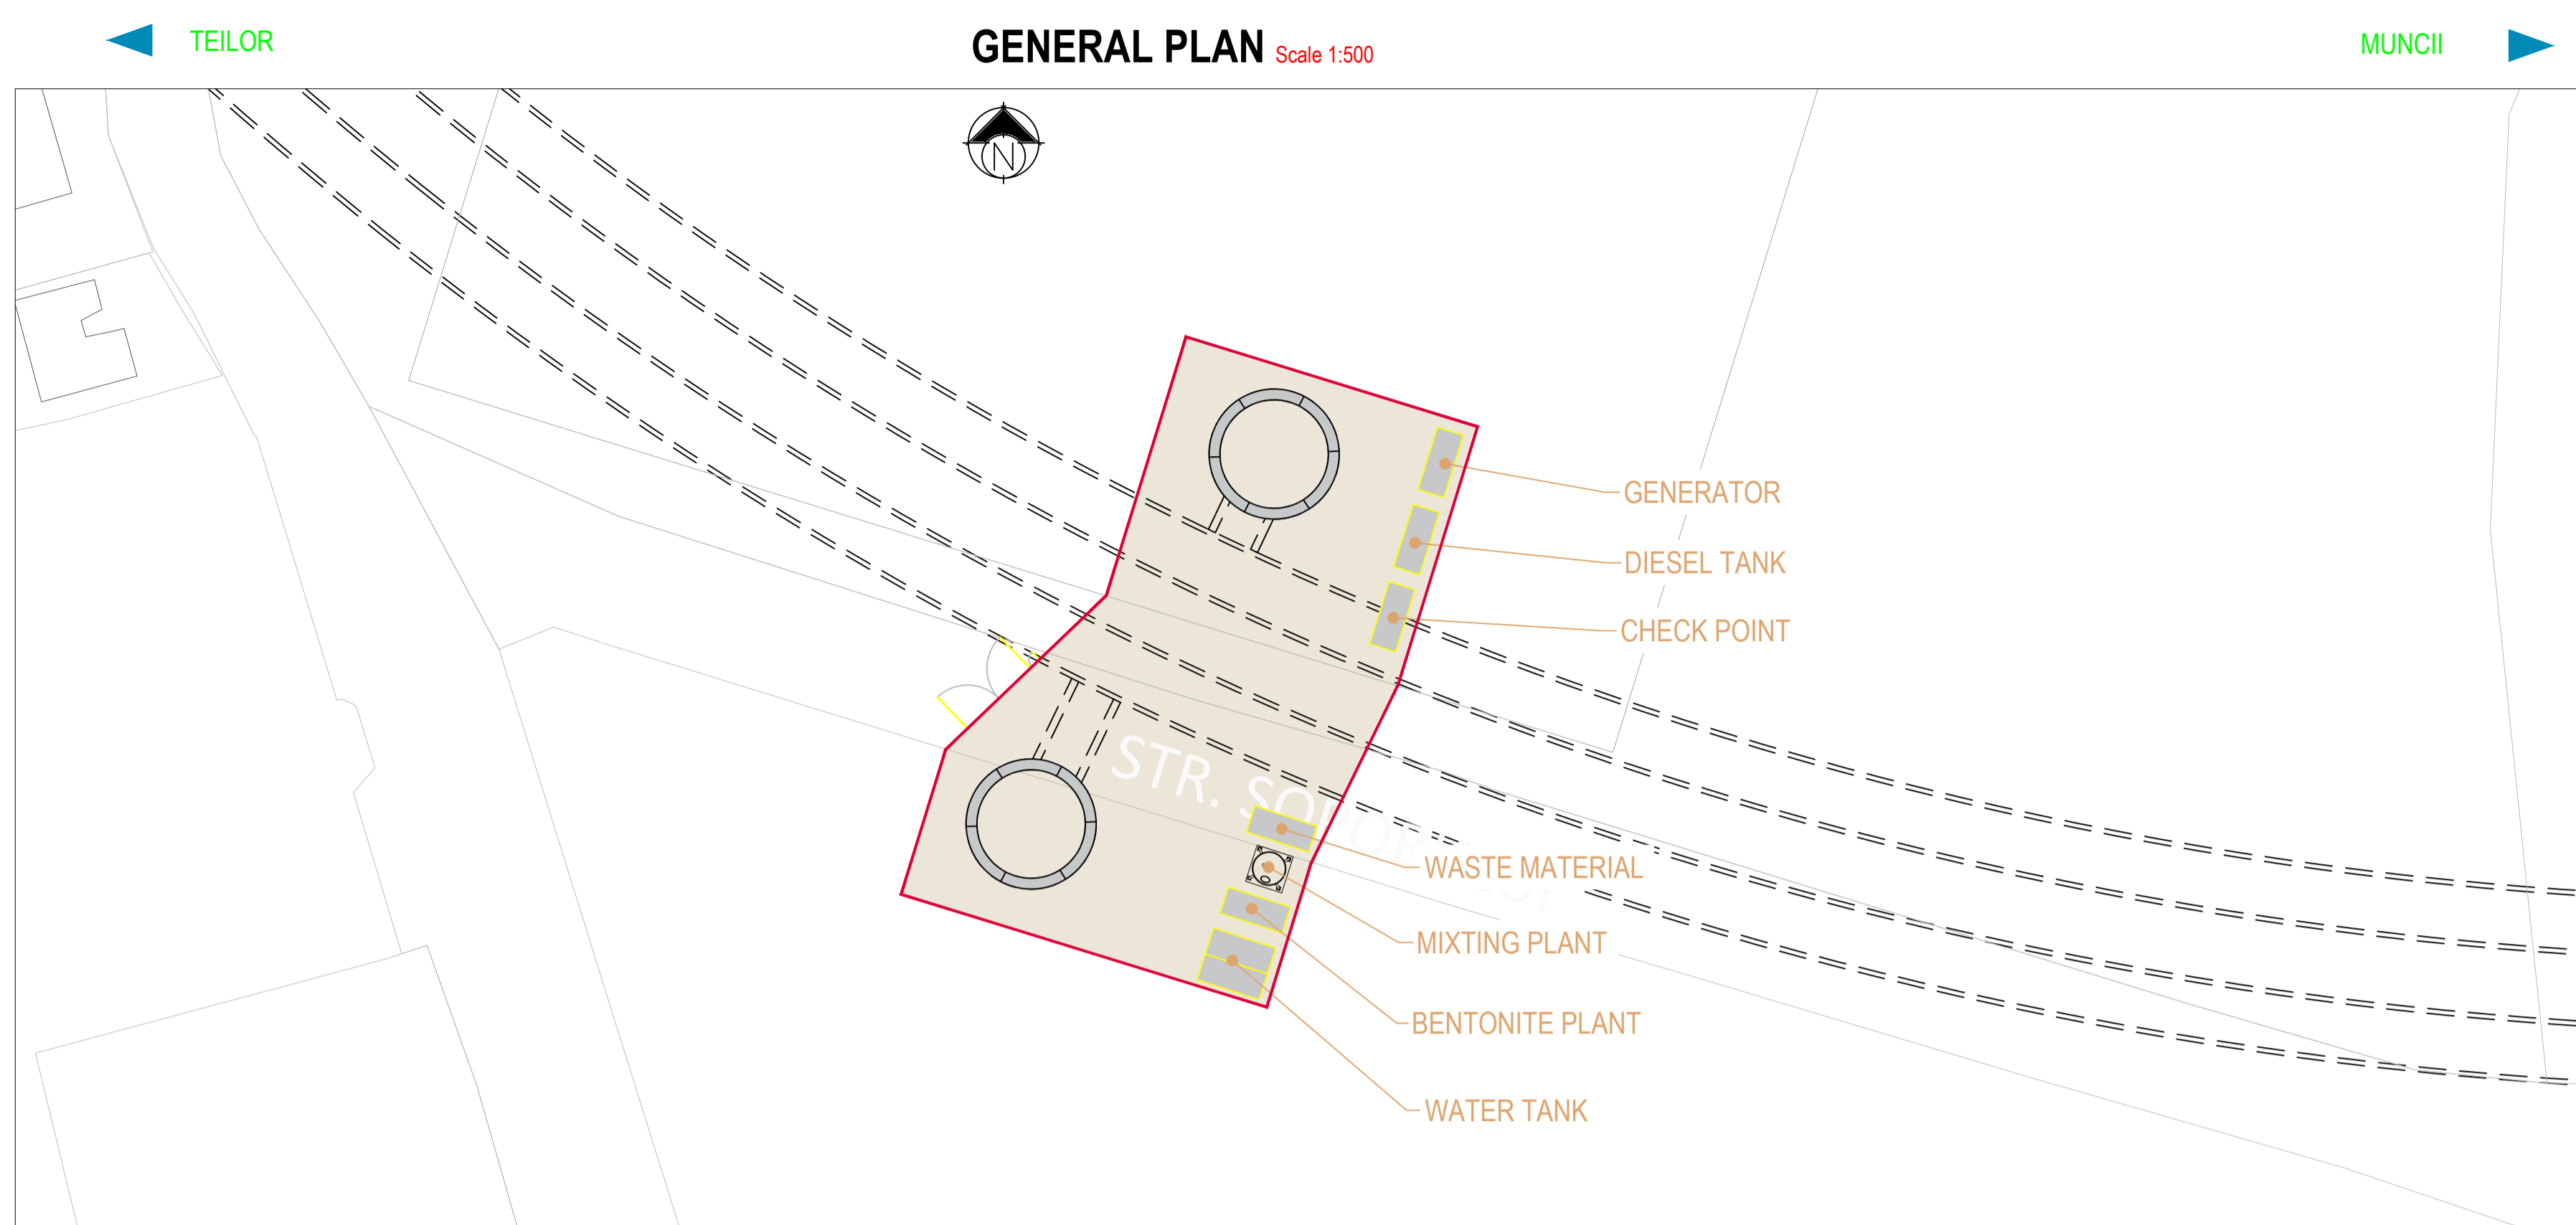 TEILOR
GENERAL PLAN Scale 1:500
MUNCII
N
GENERATOR
DIESEL TANK
CHECK POINT
STR.
WASTE MATERIAL
MIXTING PLANT
BENTONITE PLANT
WATER TANK